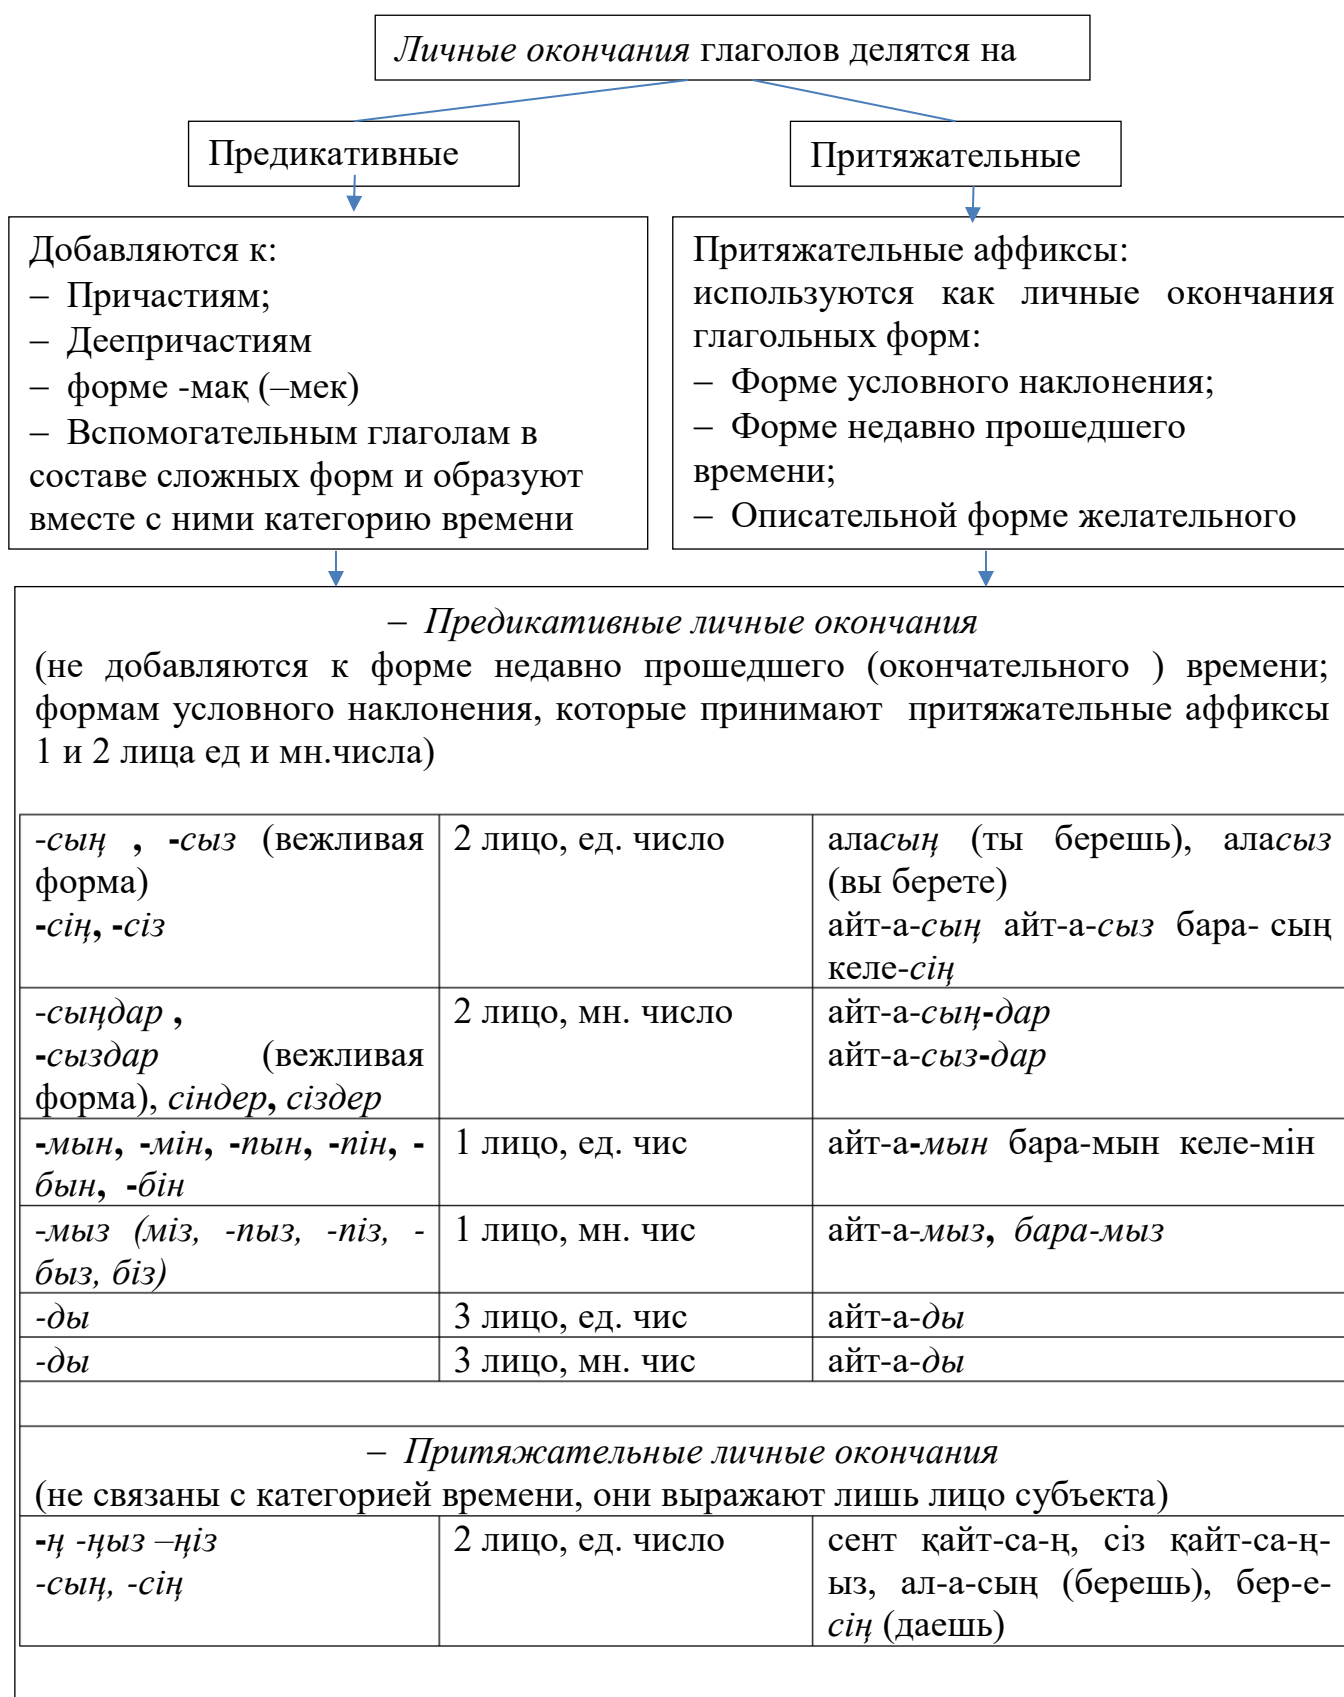 Личные окончания глаголов делятся на
Предикативные
Притяжательные
Добавляются к:
– Причастиям;
– Деепричастиям
– форме -мақ (–мек)
– Вспомогательным глаголам в
составе сложных форм и образуют
вместе с ними категорию времени
Притяжательные аффиксы:
используются как личные окончания
глагольных форм:
– Форме условного наклонения;
– Форме недавно прошедшего
времени;
– Описательной форме желательного
– Предикативные личные окончания
(не добавляются к форме недавно прошедшего (окончательного ) времени;
формам условного наклонения, которые принимают притяжательные аффиксы
1 и 2 лица ед и мн.числа)
-сың , -сыз (вежливая
форма)
-сің, -сіз
2 лицо, ед. число
аласың (ты берешь), аласыз
(вы берете)
айт-а-сың айт-а-сыз бара- сың
келе-сің
-сыңдар ,
-сыздар (вежливая
форма), сіндер, сіздер
2 лицо, мн. число
айт-а-сың-дар
айт-а-сыз-дар
-мын, -мін, -пын, -пін, -
бын, -бін
1 лицо, ед. чис
айт-а-мын бара-мын келе-мін
-мыз (міз, -пыз, -піз, -
быз, біз)
1 лицо, мн. чис
айт-а-мыз, бара-мыз
-ды
3 лицо, ед. чис
айт-а-ды
-ды
3 лицо, мн. чис
айт-а-ды
– Притяжательные личные окончания
(не связаны с категорией времени, они выражают лишь лицо субъекта)
-ң -ңыз –ңіз
-сың, -сің
2 лицо, ед. число
сент қайт-са-ң, сіз қайт-са-ң-
ыз, ал-а-сың (берешь), бер-е-
сің (даешь)